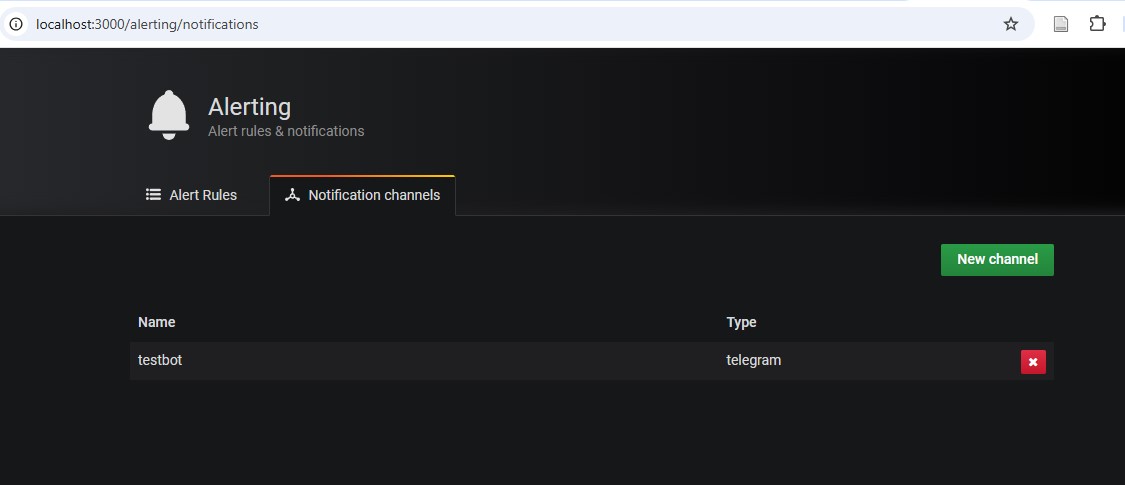 localhost:3000/alerting/notifications
Alerting
Alert rules & notifications
Alert Rules
Notification channels
New channel
Name Type
testbot telegram